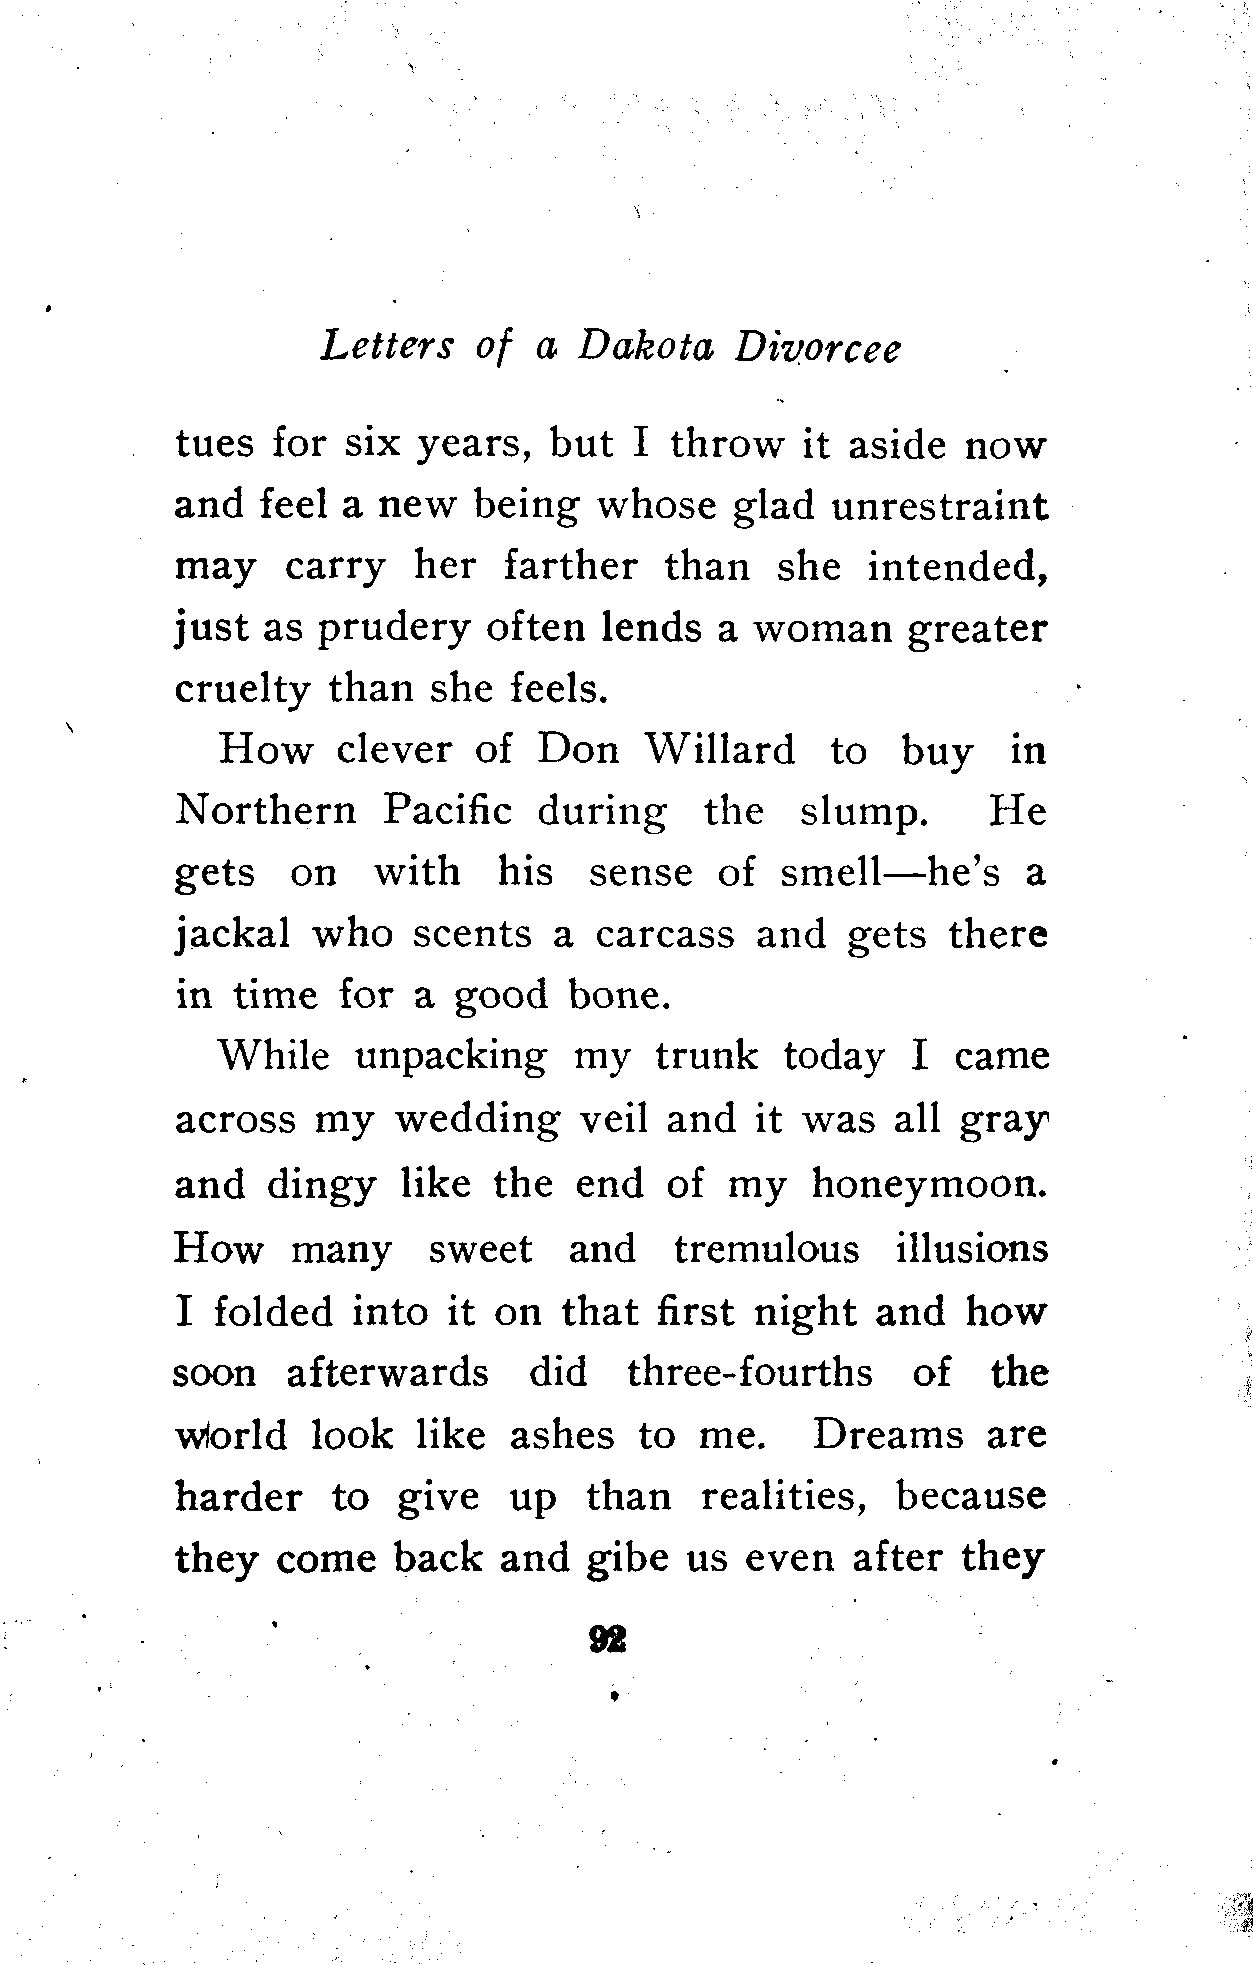 Letters of a Dakota Divorcee
tues for six years, but I throw it aside now
and feel a new being whose glad unrestraint
may carry her farther than she intended,
just as prudery often lends a woman greater
cruelty than she feels.
How clever of Don Willard to buy in
Northern Pacific during the slump. He
gets on with his sense of smell—he's a
jackal who scents a carcass and gets there
in time for a good bone.
While unpacking my trunk today I came
across my wedding veil and it was all gray
and dingy like the end of my honeymoon.
How many sweet and tremulous illusions
I folded into it on that first night and how
soon afterwards did three-fourths of the
world look like ashes to me. Dreams are
harder to give up than realities, because
they come back and gibe us even after they
92